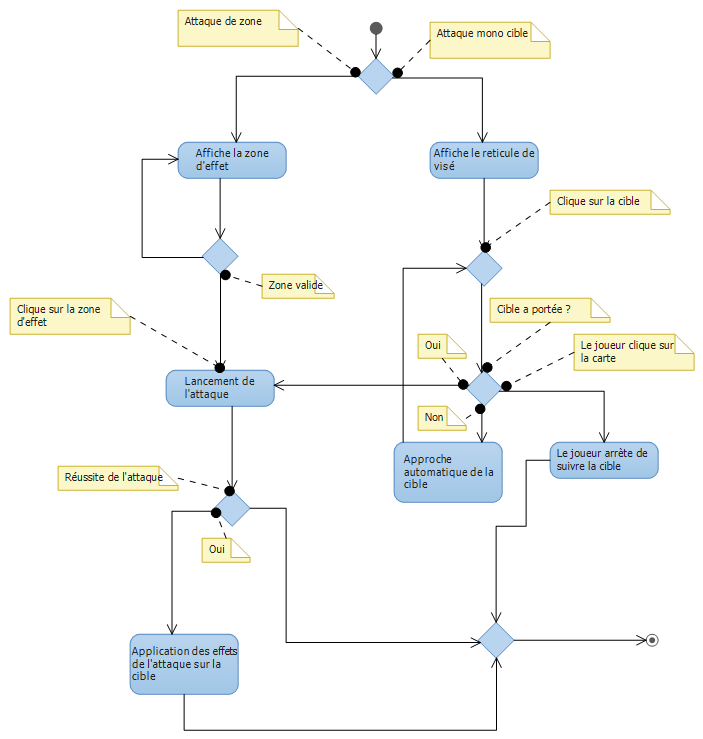 Attaque de zone
Attaque mono cible
Affiche la zone
d'effet
Affiche le reticule de
visé
Clique sur la cible
Zone valide
Clique sur la zone
d'effet
Cible a portée ?
Oui
Le joueur clique sur
la carte
Lancement de
l'attaque
Non
Approche
automatique de la
cible
Le joueur arrète de
suivre la cible
Réussite de l'attaque
Oui
Application des effets
de l'attaque sur la
cible